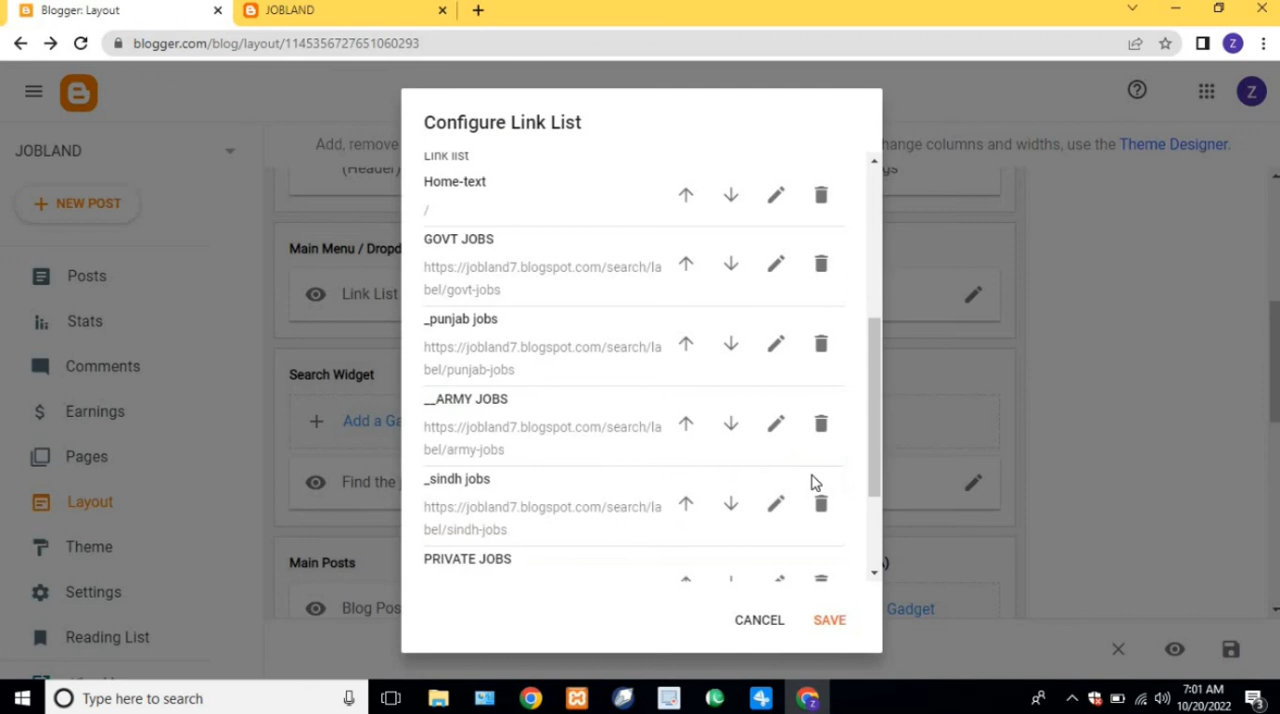 Blogger: Layout
JOBLAND
blogger.com/blog/layout/1145356727651060293
Z
JOBLAND
NEW POST
Posts
Stats
Comments
Earnings
Pages
Layout
Theme
Settings
Reading List
Add, remove
hange columns and widths, use the Theme Designer.
(Header)
gs
Main Menu / Dropd
Link List
Search Widget
Add a Ga
Find the j
Main Posts
Blog Pos
Gadget
Z
Configure Link List
Link list
Home-text
/
GOVT JOBS
https://jobland7.blogspot.com/search/la
bel/govt-jobs
_punjab jobs
https://jobland7.blogspot.com/search/la
bel/punjab-jobs
__ARMY JOBS
https://jobland7.blogspot.com/search/la
bel/army-jobs
_sindh jobs
https://jobland7.blogspot.com/search/la
bel/sindh-jobs
PRIVATE JOBS
CANCEL
SAVE
Type here to search
7:01 AM
10/20/2022
3